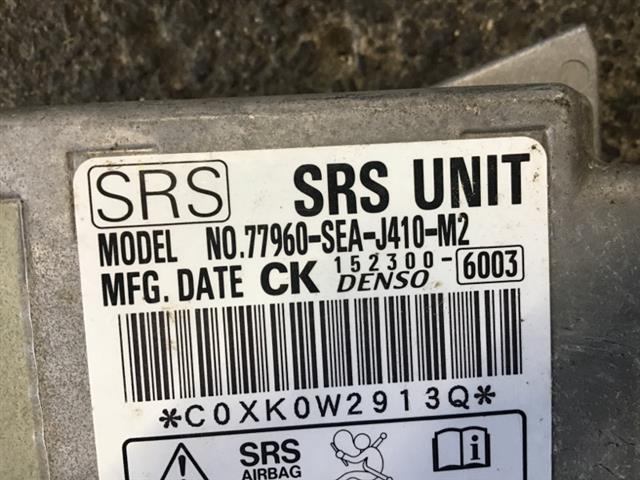 SRS SRS UNIT
MODEL NO.77960-SEA-J410-M2
MFG. DATE CK 152300-6003
DENSO
*C0XK0W2913Q*
SRS
AIRBAG